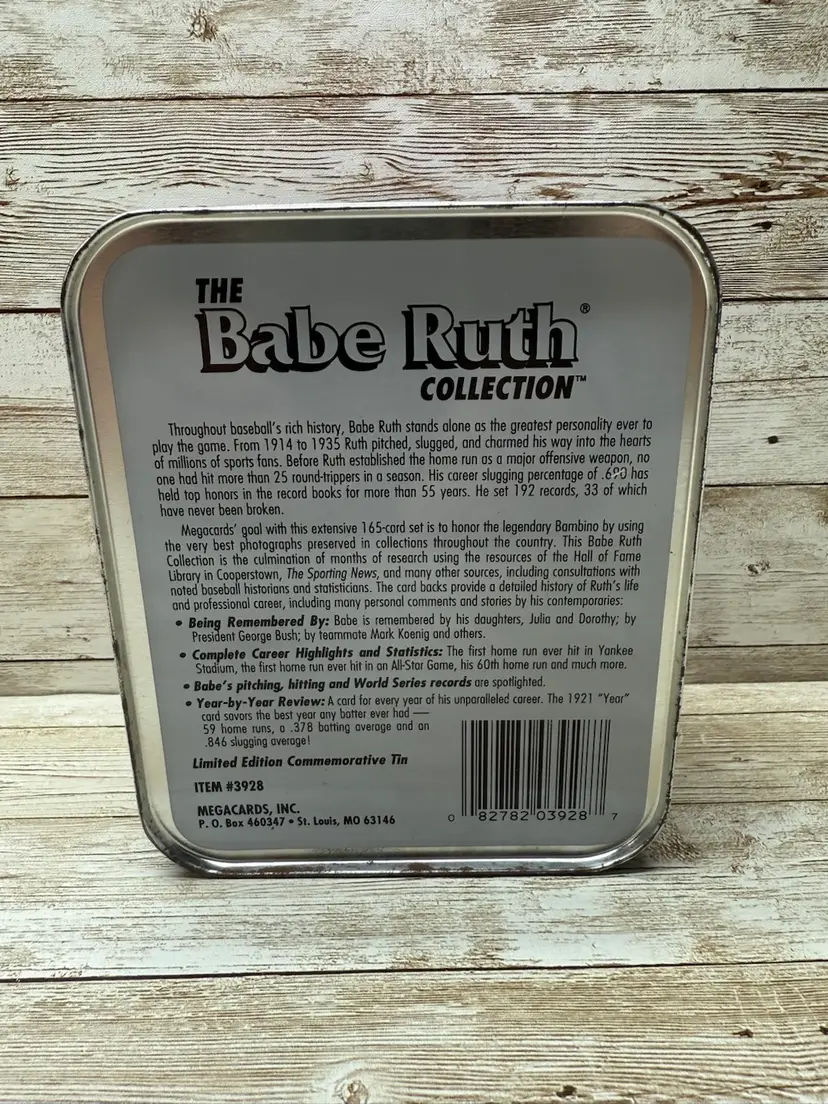 THE
Babe Ruth®
COLLECTION™
Throughout baseball's rich history, Babe Ruth stands alone as the greatest personality ever to
play the game. From 1914 to 1935 Ruth pitched, slugged, and charmed his way into the hearts
of millions of sports fans. Before Ruth established the home run as a major offensive weapon, no
one had hit more than 25 round-trippers in a season. His career slugging percentage of .690 has
held top honors in the record books for more than 55 years. He set 192 records, 33 of which
have never been broken.
Megacards' goal with this extensive 165-card set is to honor the legendary Bambino by using
the very best photographs preserved in collections throughout the country. This Babe Ruth
Collection is the culmination of months of research using the resources of the Hall of Fame
Library in Cooperstown, The Sporting News, and many other sources, including consultations with
noted baseball historians and statisticians. The card backs provide a detailed history of Ruth's life
and professional career, including many personal comments and stories by his contemporaries:
• Being Remembered By: Babe is remembered by his daughters, Julia and Dorothy; by
President George Bush; by teammate Mark Koenig and others.
• Complete Career Highlights and Statistics: The first home run ever hit in Yankee
Stadium, the first home run ever hit in an All-Star Game, his 60th home run and much more.
• Babe's pitching, hitting and World Series records are spotlighted.
• Year-by-Year Review: A card for every year of his unparalleled career. The 1921 "Year"
card savors the best year any batter ever had —
59 home runs, a .378 batting average and an
.846 slugging average!
Limited Edition Commemorative Tin
ITEM #3928
MEGACARDS, INC.
P. O. Box 460347 • St. Louis, MO 63146
0 82782 03928 7